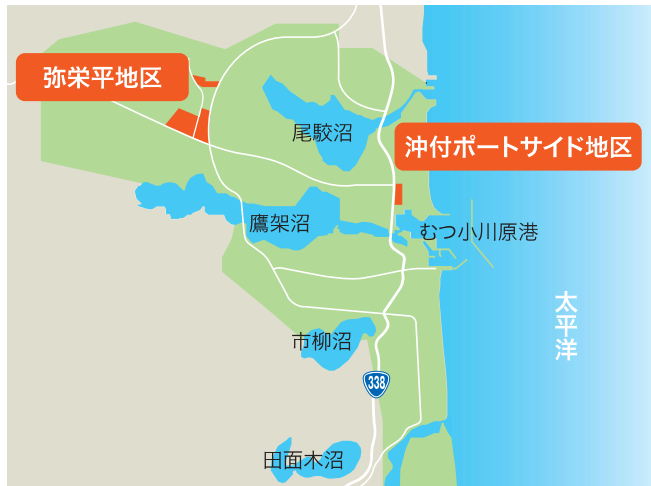 弥栄平地区
尾駮沼
沖付ポートサイド地区
鷹架沼
むつ小川原港
太平洋
市柳沼
338
田面木沼